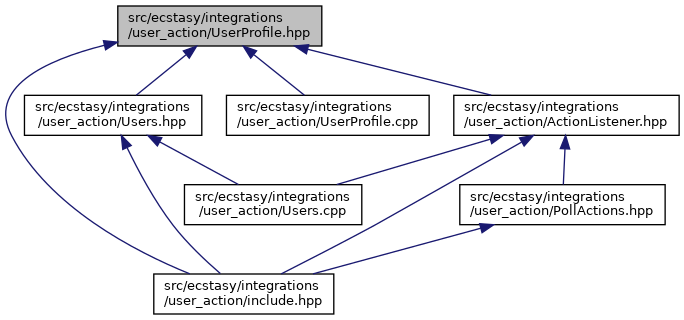 src/ecstasy/integrations
/user_action/UserProfile.hpp
src/ecstasy/integrations
/user_action/Users.hpp
src/ecstasy/integrations
/user_action/UserProfile.cpp
src/ecstasy/integrations
/user_action/ActionListener.hpp
src/ecstasy/integrations
/user_action/Users.cpp
src/ecstasy/integrations
/user_action/PollActions.hpp
src/ecstasy/integrations
/user_action/include.hpp